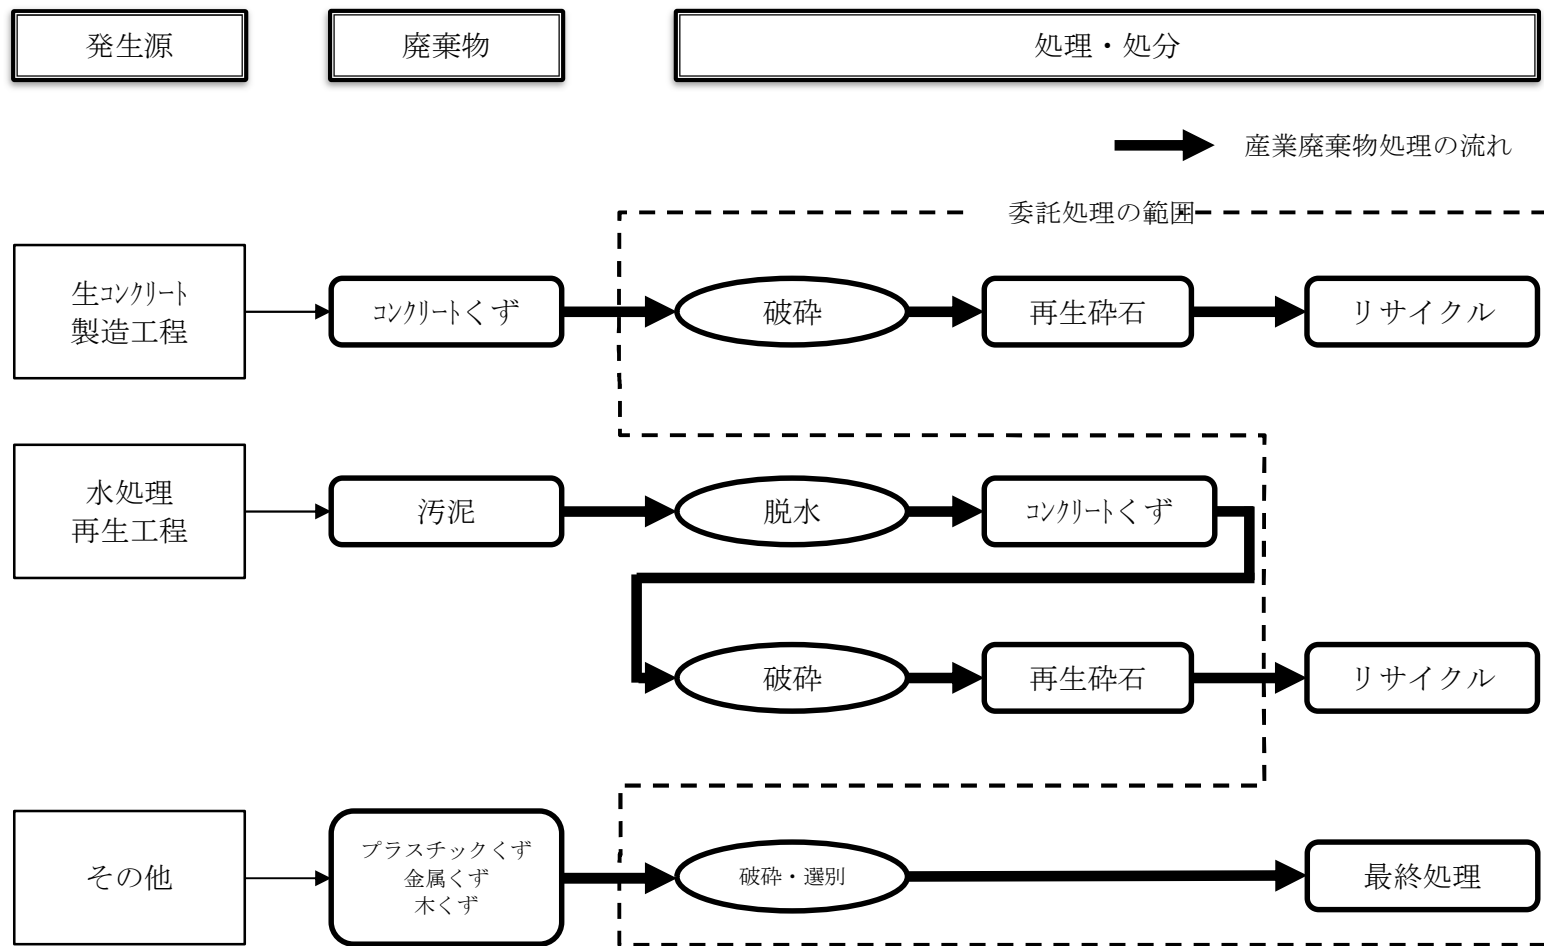 発生源
廃棄物
処理・処分
産業廃棄物処理の流れ
委託処理の範囲
生ｺﾝｸﾘｰﾄ
製造工程
ｺﾝｸﾘｰﾄくず
破砕
再生砕石
リサイクル
水処理
再生工程
汚泥
脱水
ｺﾝｸﾘｰﾄくず
破砕
再生砕石
リサイクル
その他
プラスチックくず
金属くず
木くず
破砕・選別
最終処理